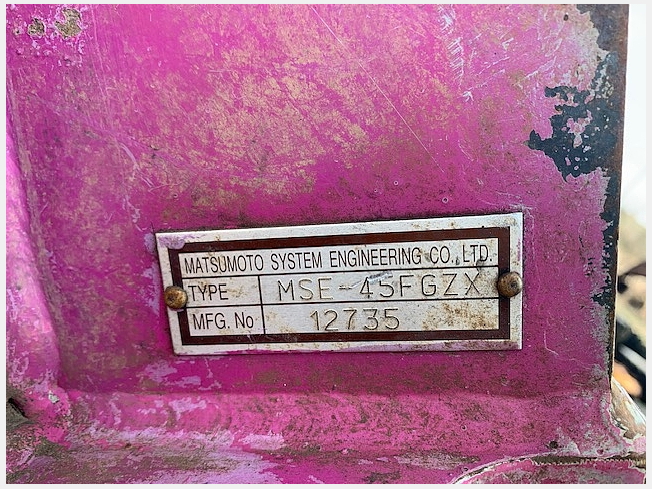 MATSUMOTO SYSTEM ENGINEERING CO., LTD.
TYPE MSE-45FGZX
MFG. No 12735